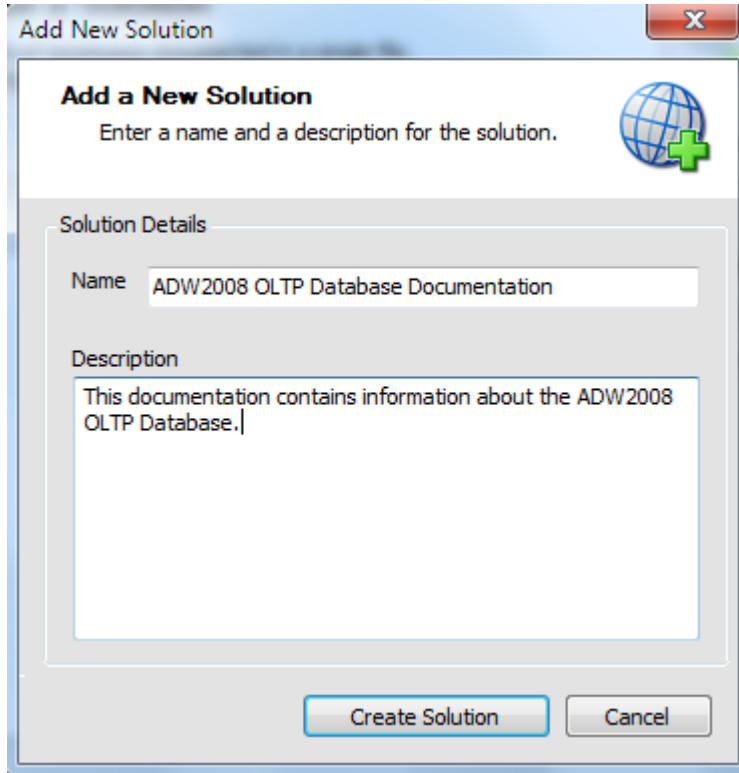 Add New Solution
Add a New Solution
Enter a name and a description for the solution.
Solution Details
Name
ADW2008 OLTP Database Documentation
Description
This documentation contains information about the ADW2008
OLTP Database.
Create Solution
Cancel